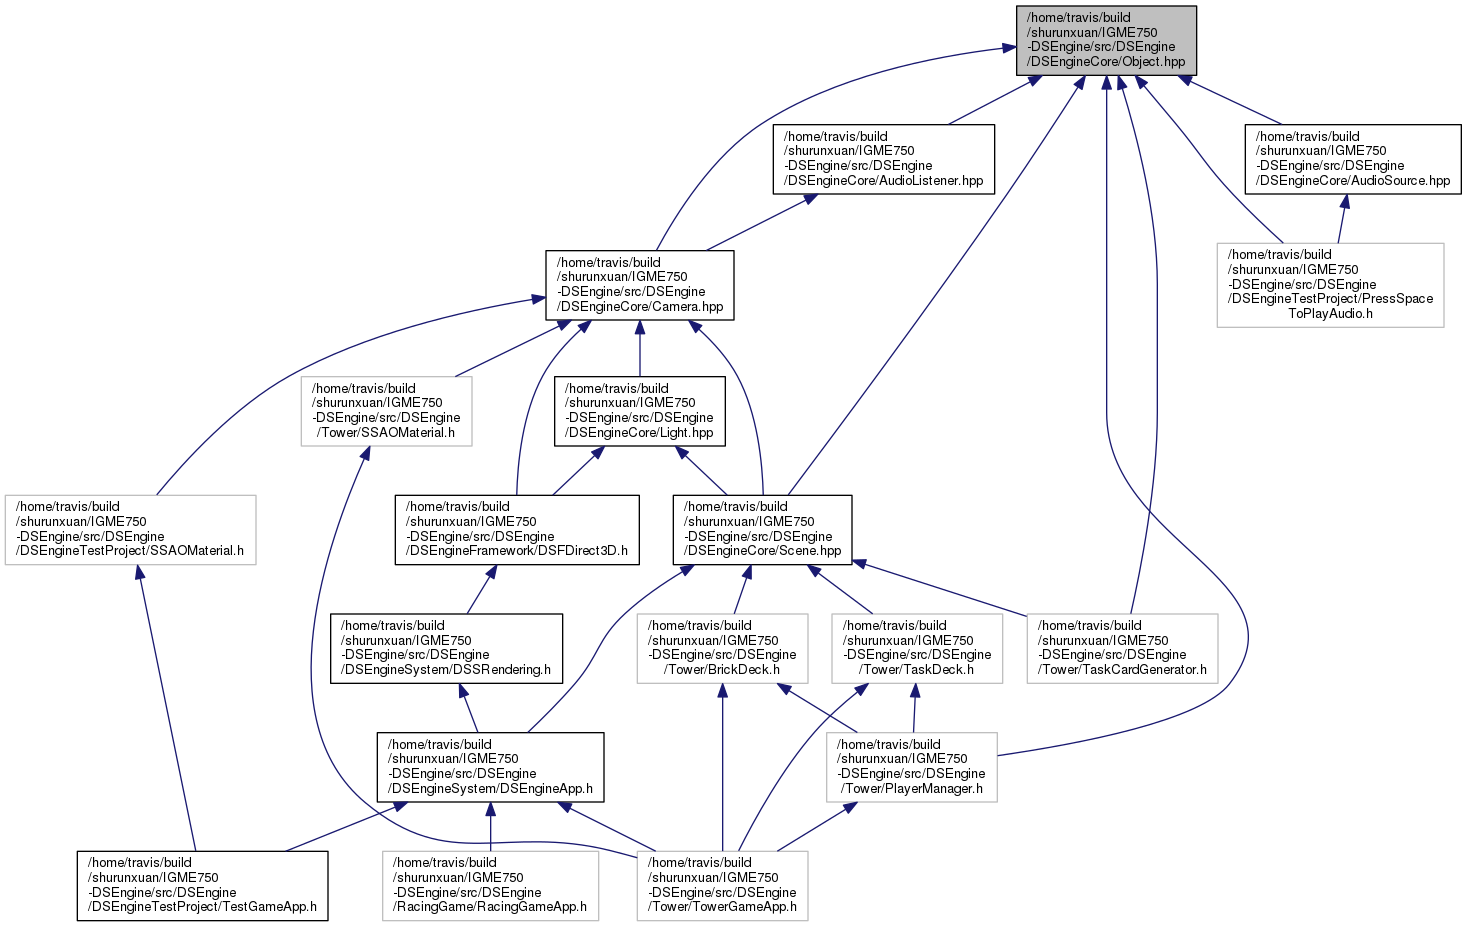 /home/travis/build
/shurunxuan/IGME750
-DSEngine/src/DSEngine
/DSEngineCore/Object.hpp
/home/travis/build
/shurunxuan/IGME750
-DSEngine/src/DSEngine
/DSEngineCore/AudioListener.hpp
/home/travis/build
/shurunxuan/IGME750
-DSEngine/src/DSEngine
/DSEngineCore/AudioSource.hpp
/home/travis/build
/shurunxuan/IGME750
-DSEngine/src/DSEngine
/DSEngineCore/Camera.hpp
/home/travis/build
/shurunxuan/IGME750
-DSEngine/src/DSEngine
/DSEngineTestProject/PressSpace
ToPlayAudio.h
/home/travis/build
/shurunxuan/IGME750
-DSEngine/src/DSEngine
/Tower/SSAOMaterial.h
/home/travis/build
/shurunxuan/IGME750
-DSEngine/src/DSEngine
/DSEngineCore/Light.hpp
/home/travis/build
/shurunxuan/IGME750
-DSEngine/src/DSEngine
/DSEngineTestProject/SSAOMaterial.h
/home/travis/build
/shurunxuan/IGME750
-DSEngine/src/DSEngine
/DSEngineFramework/DSFDirect3D.h
/home/travis/build
/shurunxuan/IGME750
-DSEngine/src/DSEngine
/DSEngineCore/Scene.hpp
/home/travis/build
/shurunxuan/IGME750
-DSEngine/src/DSEngine
/DSEngineSystem/DSSRendering.h
/home/travis/build
/shurunxuan/IGME750
-DSEngine/src/DSEngine
/Tower/BrickDeck.h
/home/travis/build
/shurunxuan/IGME750
-DSEngine/src/DSEngine
/Tower/TaskDeck.h
/home/travis/build
/shurunxuan/IGME750
-DSEngine/src/DSEngine
/Tower/TaskCardGenerator.h
/home/travis/build
/shurunxuan/IGME750
-DSEngine/src/DSEngine
/DSEngineSystem/DSEngineApp.h
/home/travis/build
/shurunxuan/IGME750
-DSEngine/src/DSEngine
/Tower/PlayerManager.h
/home/travis/build
/shurunxuan/IGME750
-DSEngine/src/DSEngine
/DSEngineTestProject/TestGameApp.h
/home/travis/build
/shurunxuan/IGME750
-DSEngine/src/DSEngine
/RacingGame/RacingGameApp.h
/home/travis/build
/shurunxuan/IGME750
-DSEngine/src/DSEngine
/Tower/TowerGameApp.h